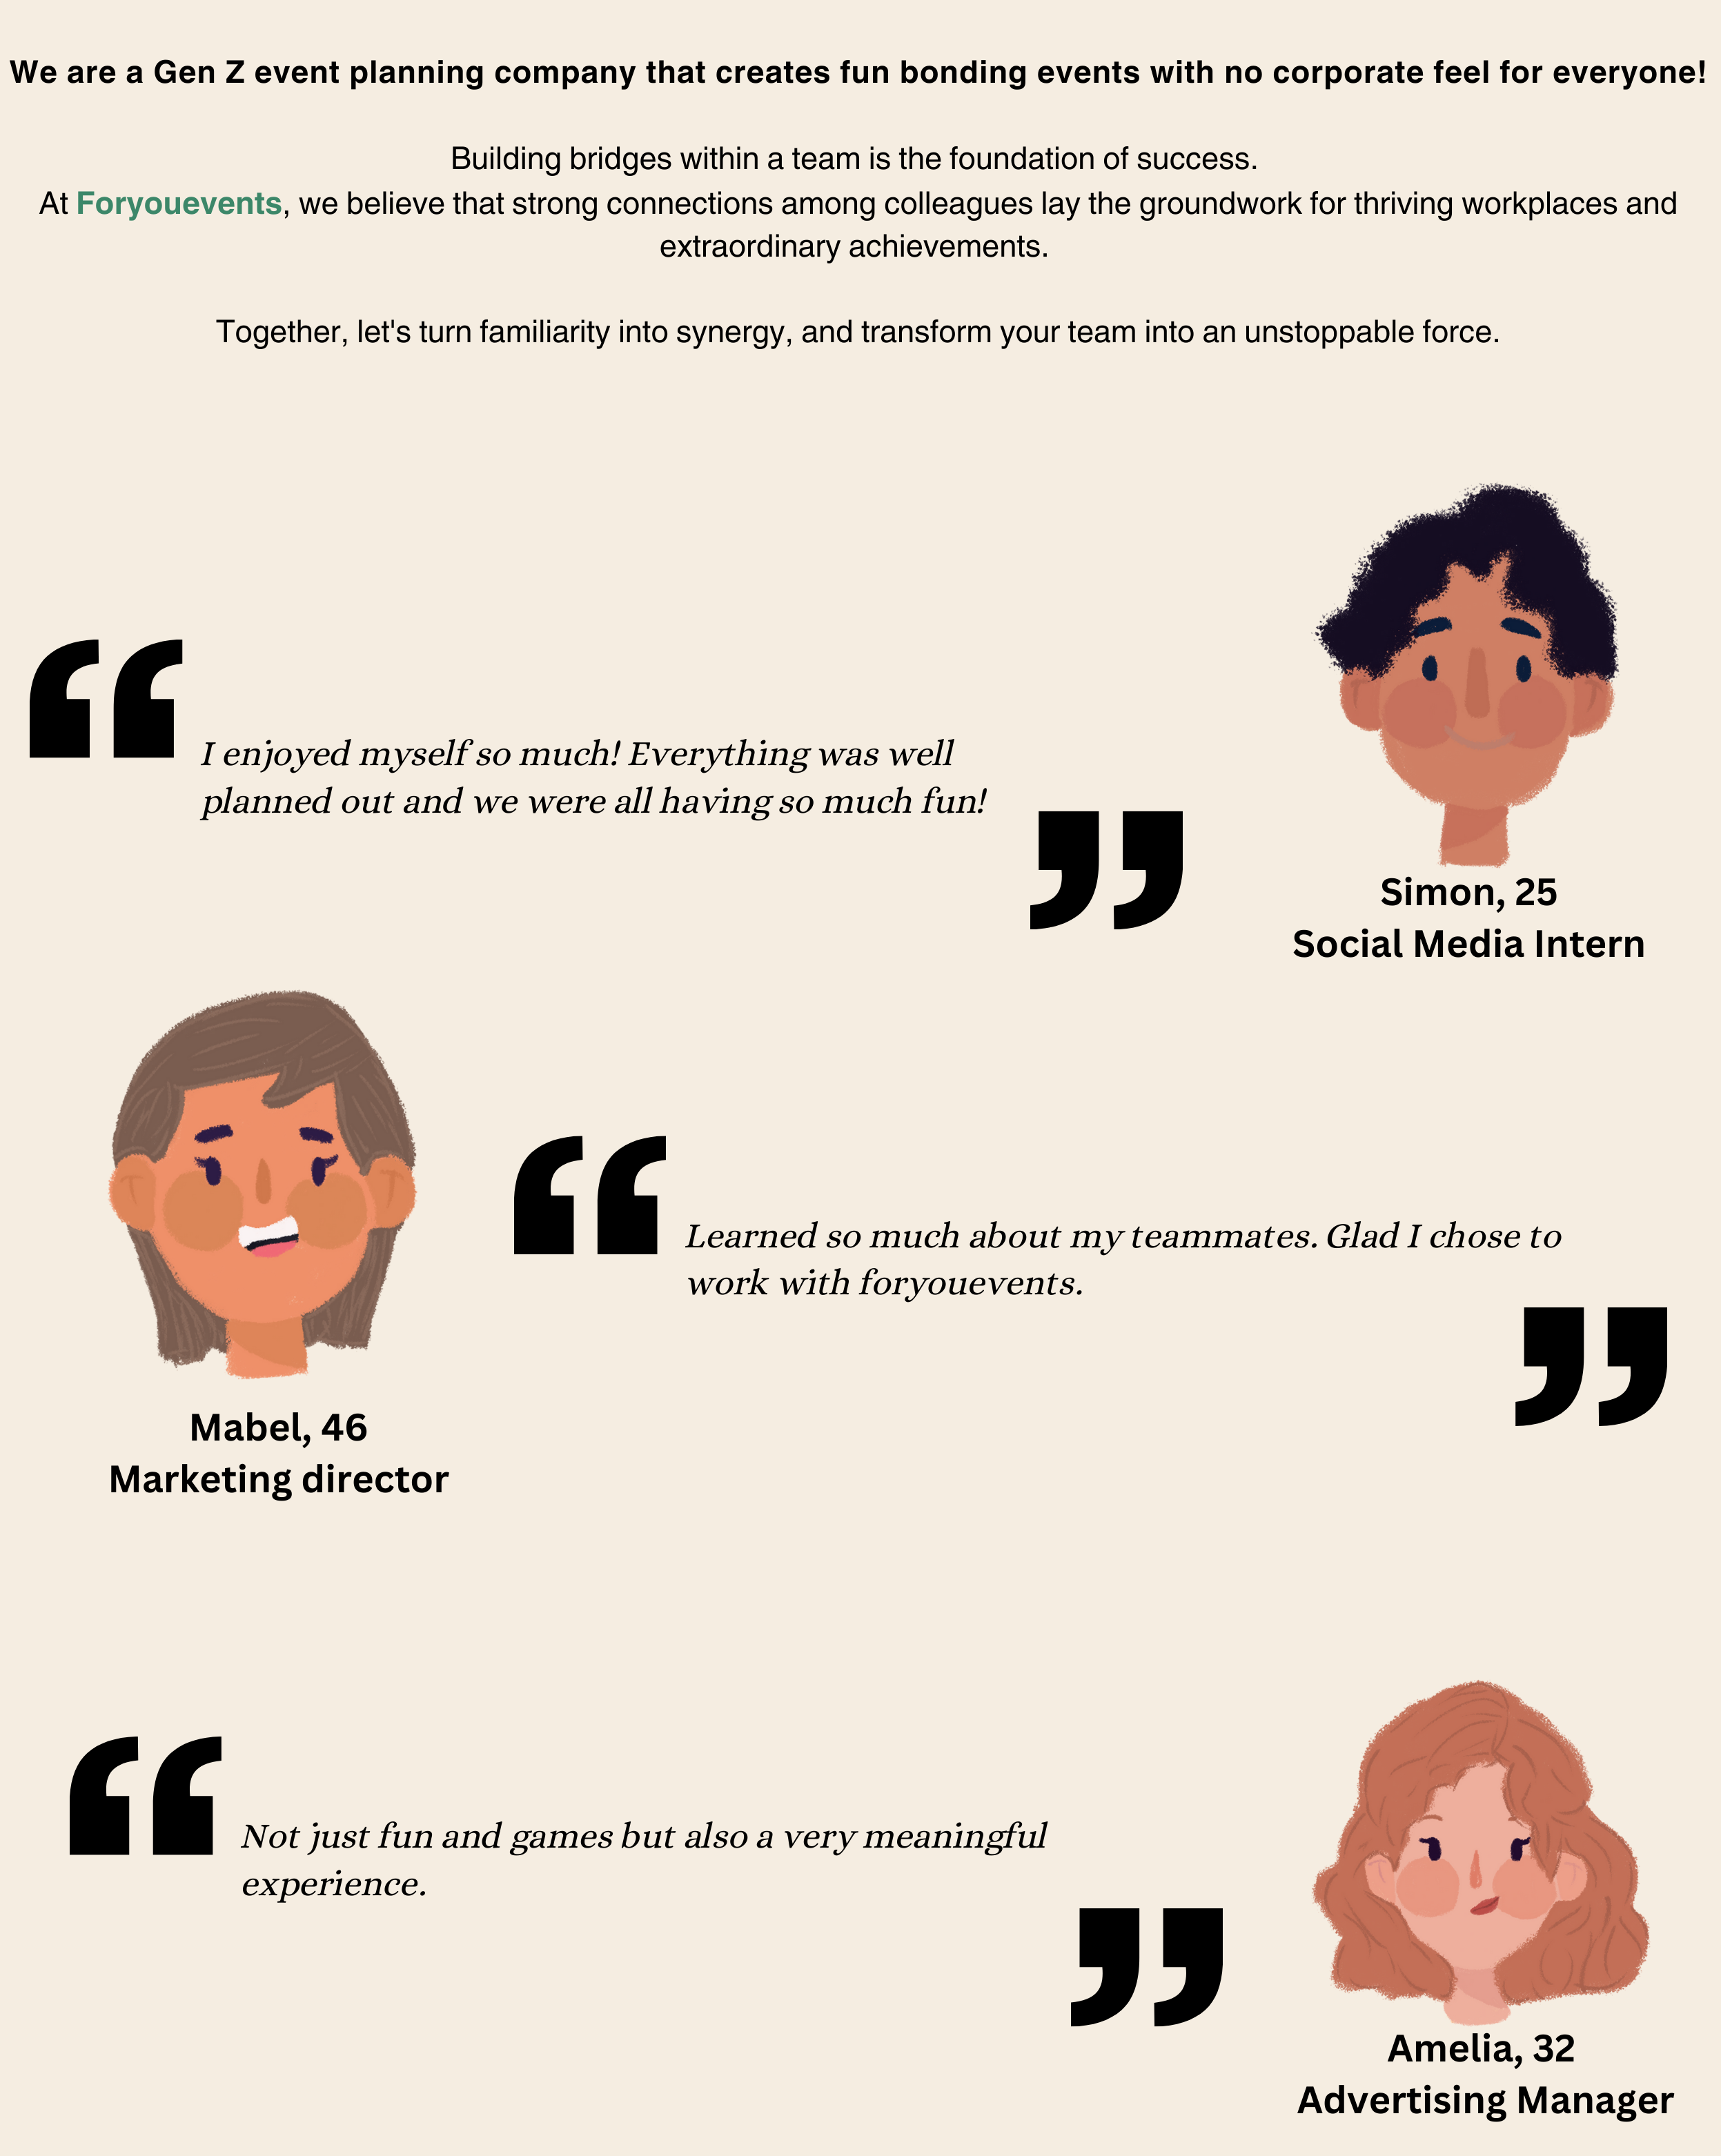 We are a Gen Z event planning company that creates fun bonding events with no corporate feel for everyone!
Building bridges within a team is the foundation of success.
At Foryouevents, we believe that strong connections among colleagues lay the groundwork for thriving workplaces and
extraordinary achievements.
Together, let's turn familiarity into synergy, and transform your team into an unstoppable force.
“I enjoyed myself so much! Everything was well
planned out and we were all having so much fun!”
Simon, 25
Social Media Intern
“Learned so much about my teammates. Glad I chose to
work with foryouevents.”
Mabel, 46
Marketing director
“Not just fun and games but also a very meaningful
experience.”
Amelia, 32
Advertising Manager